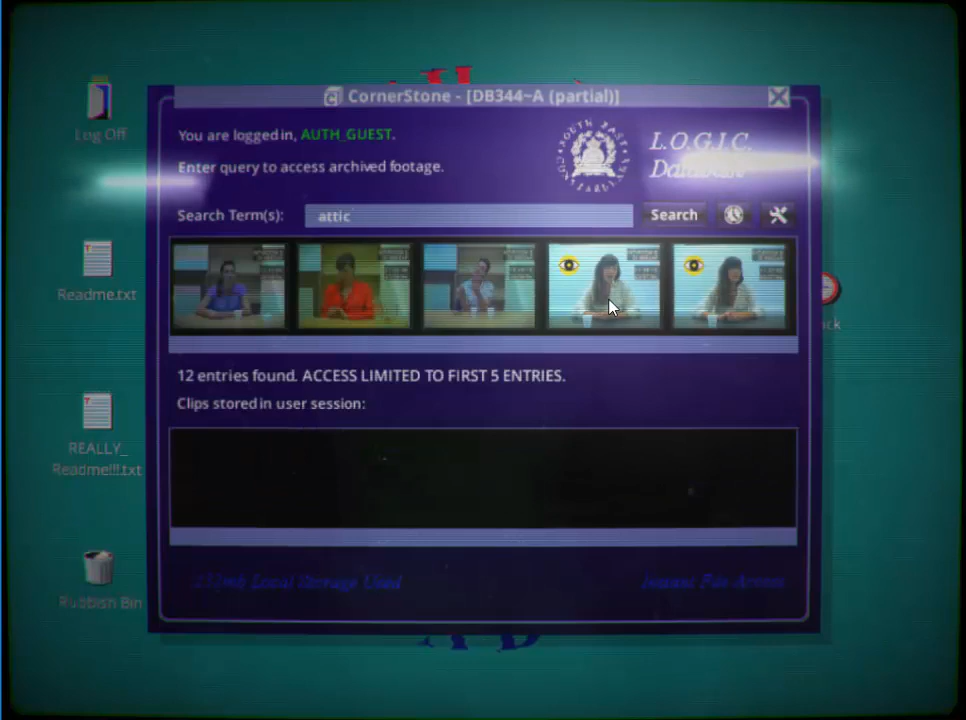 CornerStone - [DB344~A (partial)]
Log Off
You are logged in, AUTH_GUEST.
Enter query to access archived footage.
L.O.G.I.C.
Database
Search Term(s):
attic
Search
Readme.txt
12 entries found. ACCESS LIMITED TO FIRST 5 ENTRIES.
Clips stored in user session:
REALLY_
Readme!!!.txt
Local Storage Used
Rubbish Bin